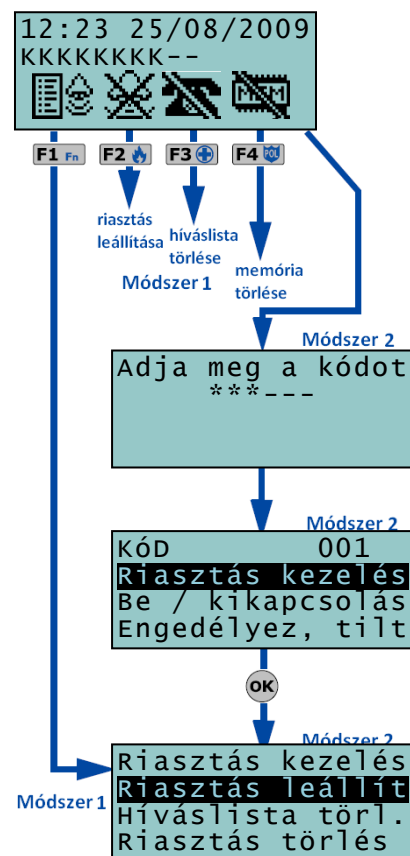 12:23 25/08/2009
KKKKKKKK--
MEM
F1 Fn F2 F3 F4 POL
riasztás
leállítása
híváslista
törlése
memória
törlése
Módszer 1
Módszer 2
Adja meg a kódot
***---
Módszer 2
KóD 001
Riasztás kezelés
Be / kikapcsolás
Engedélyez, tilt
OK
Módszer 2
Riasztás kezelés
Módszer 1
Riasztás leállít
Híváslista törl.
Riasztás törlés